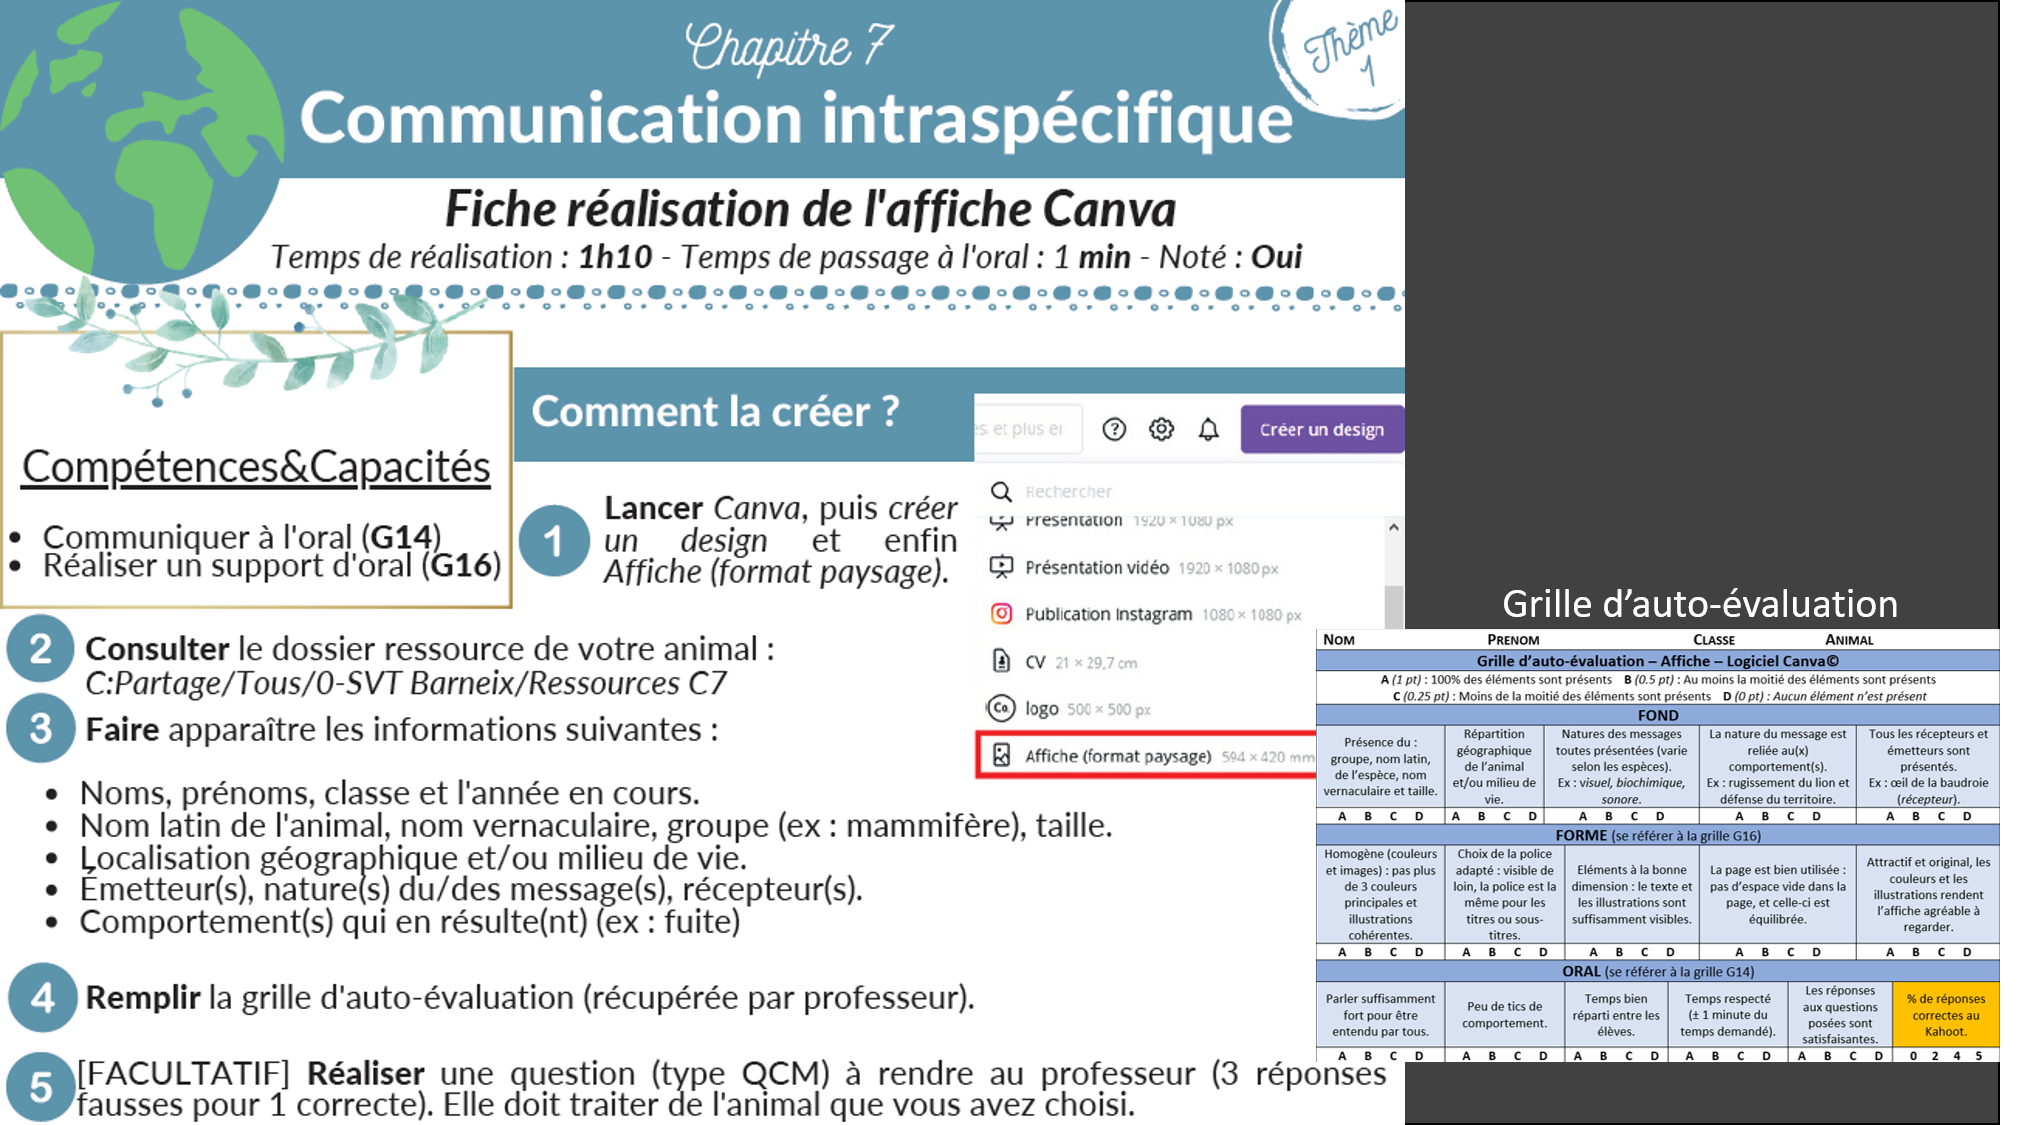 Chapitre 7
Thème
1
Communication intraspécifique
Fiche réalisation de l'affiche Canva
Temps de réalisation : 1h10 - Temps de passage à l'oral : 1 min - Noté : Oui
Compétences&Capacités
Communiquer à l'oral (G14)
Réaliser un support d'oral (G16)
Comment la créer ?
1
Lancer Canva, puis créer
un design et enfin
Affiche (format paysage).
et plus
Créer un design
Rechercher
Présentation 1920 × 1080 px
Présentation vidéo 1920 × 1080 px
Publication Instagram 1080 × 1080 px
CV 21 × 29,7 cm
Co.
logo 500 × 500 px
Affiche (format paysage) 594 × 420 mm
2
Consulter le dossier ressource de votre animal :
C:Partage/Tous/0-SVT Barneix/Ressources C7
3
Faire apparaître les informations suivantes :
Noms, prénoms, classe et l'année en cours.
Nom latin de l'animal, nom vernaculaire, groupe (ex : mammifère), taille.
Localisation géographique et/ou milieu de vie.
Émetteur(s), nature(s) du/des message(s), récepteur(s).
Comportement(s) qui en résulte(nt) (ex : fuite)
4
Remplir la grille d'auto-évaluation (récupérée par professeur).
5
[FACULTATIF] Réaliser une question (type QCM) à rendre au professeur (3 réponses
fausses pour 1 correcte). Elle doit traiter de l'animal que vous avez choisi.
Grille d’auto-évaluation
NOM PRENOM CLASSE ANIMAL
Grille d’auto-évaluation – Affiche – Logiciel Canva©
A (1 pt) : 100% des éléments sont présents B (0.5 pt) : Au moins la moitié des éléments sont présents
C (0.25 pt) : Moins de la moitié des éléments sont présents D (0 pt) : Aucun élément n’est présent
FOND
Présence du :
groupe, nom latin,
de l’espèce, nom
vernaculaire et taille.
Répartition
géographique
de l’animal
et/ou milieu de
vie.
Natures des messages
toutes présentées (varie
selon les espèces).
Ex : visuel, biochimique,
sonore.
La nature du message est
reliée au(x)
comportement(s).
Ex : rugissement du lion et
défense du territoire.
Tous les récepteurs et
émetteurs sont
présentés.
Ex : œil de la baudroie
(récepteur).
A B C D A B C D A B C D A B C D A B C D
FORME (se référer à la grille G16)
Homogène (couleurs
et images) : pas plus
de 3 couleurs
principales et
illustrations
cohérentes.
Choix de la police
adapté : visible de
loin, la police est la
même pour les
titres ou sous-
titres.
Eléments à la bonne
dimension : le texte et
les illustrations sont
suffisamment visibles.
La page est bien utilisée :
pas d’espace vide dans la
page, et celle-ci est
équilibrée.
Attractif et original, les
couleurs et les
illustrations rendent
l’affiche agréable à
regarder.
A B C D A B C D A B C D A B C D A B C D
ORAL (se référer à la grille G14)
Parler suffisamment
fort pour être
entendu par tous.
Peu de tics de
comportement.
Temps bien
réparti entre les
élèves.
Temps respecté
(± 1 minute du
temps demandé).
Les réponses
aux questions
posées sont
satisfaisantes.
% de réponses
correctes au
Kahoot.
A B C D A B C D A B C D A B C D A B C D 0 2 4 5